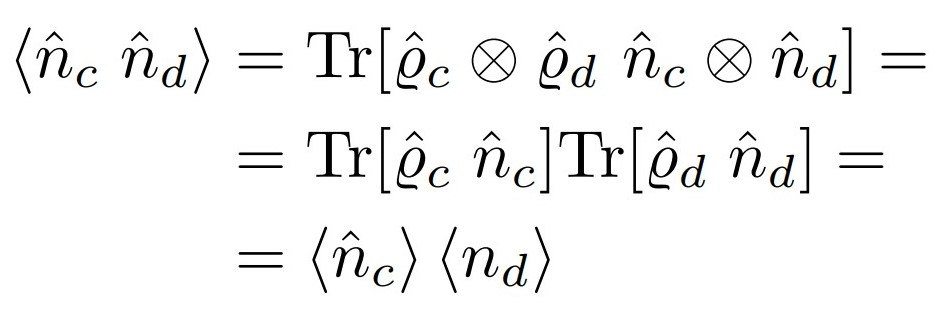 ⟨n̂_c n̂_d⟩ = Tr[ϱ̂_c ⊗ ϱ̂_d n̂_c ⊗ n̂_d] =
= Tr[ϱ̂_c n̂_c]Tr[ϱ̂_d n̂_d] =
= ⟨n̂_c⟩ ⟨n_d⟩